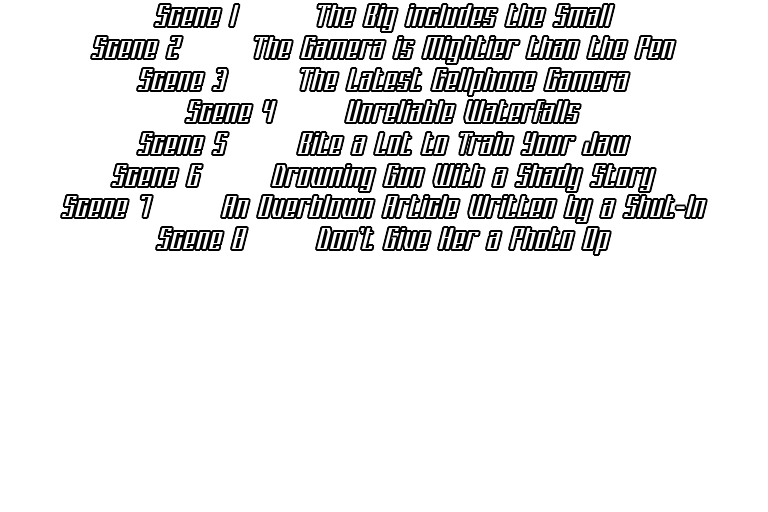 Scene 1 The Big includes the Small
Scene 2 The Camera is Mightier than the Pen
Scene 3 The Latest Cellphone Camera
Scene 4 Unreliable Waterfalls
Scene 5 Bite a Lot to Train Your Jaw
Scene 6 Drowning Gun With a Shady Story
Scene 7 An Overblown Article Written by a Shut-In
Scene 8 Don't Give Her a Photo Op